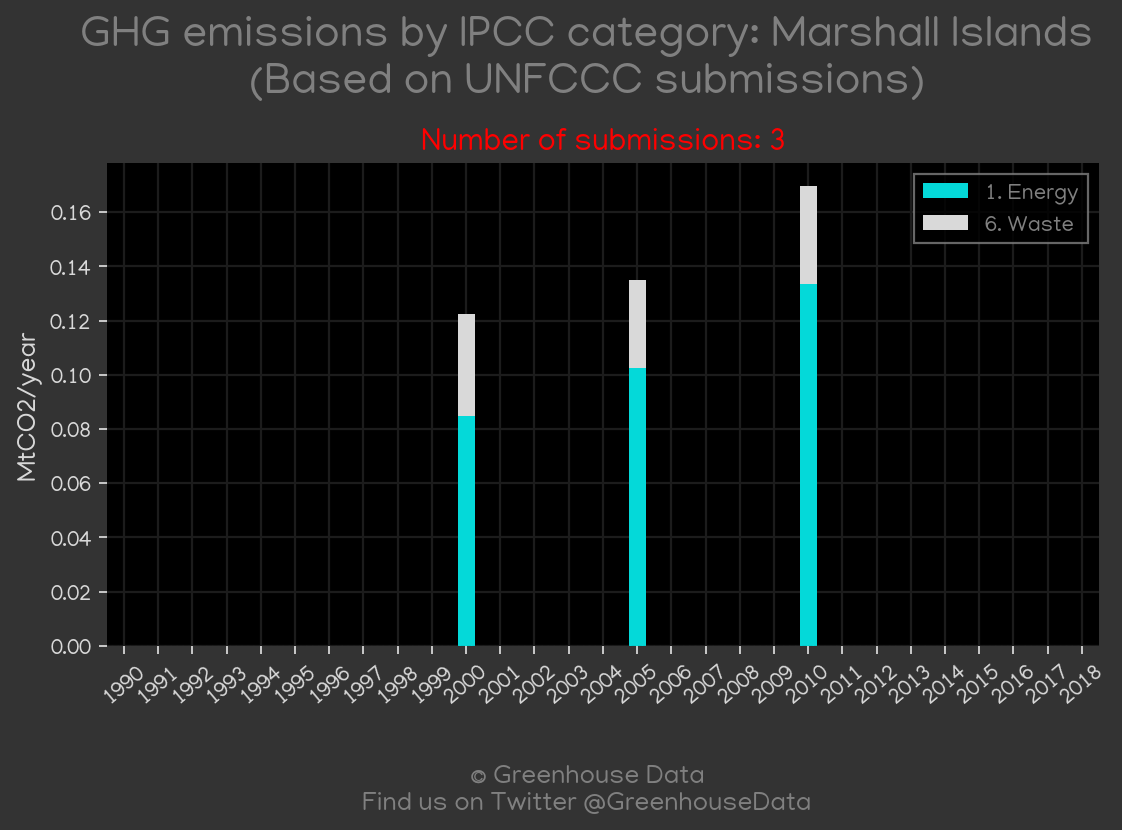 GHG emissions by IPCC category: Marshall Islands
(Based on UNFCCC submissions)
Number of submissions: 3
1. Energy
6. Waste
MtCO2/year
0.16
0.14
0.12
0.10
0.08
0.06
0.04
0.02
0.00
1990 1991 1992 1993 1994 1995 1996 1997 1998 1999 2000 2001 2002 2003 2004 2005 2006 2007 2008 2009 2010 2011 2012 2013 2014 2015 2016 2017 2018
© Greenhouse Data
Find us on Twitter @GreenhouseData